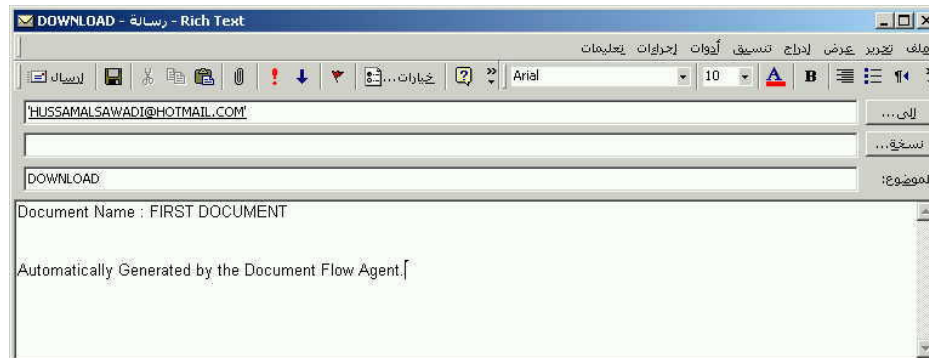 DOWNLOAD - رسالة - Rich Text
ملف تحرير عرض إدراج تنسيق أدوات إجراءات تعليمات
إرسال خيارات... Arial 10 A B
إلى... 'HUSSAMALSAWADI@HOTMAIL.COM'
نسخة...
الموضوع: DOWNLOAD
Document Name : FIRST DOCUMENT
Automatically Generated by the Document Flow Agent.